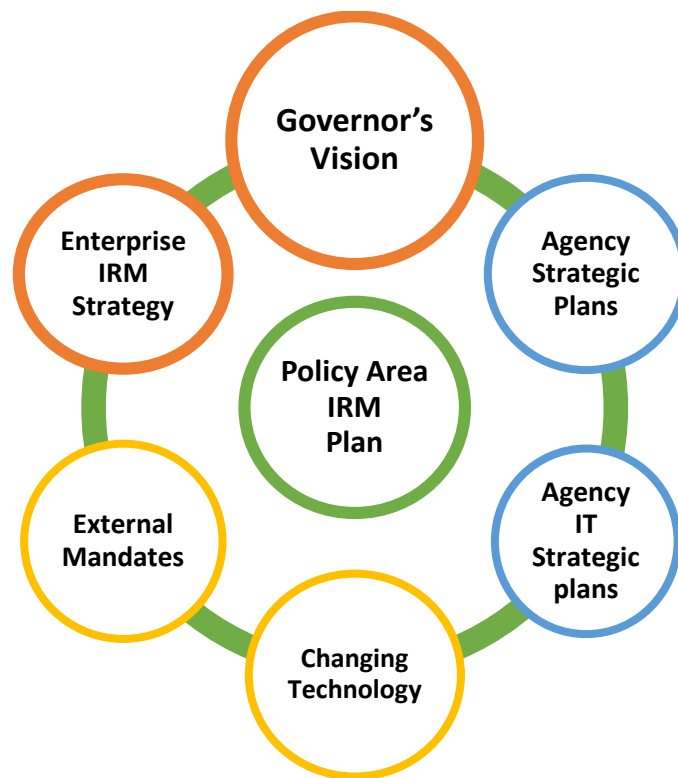 Governor’s
Vision
Enterprise
IRM
Strategy
Agency
Strategic
Plans
Policy Area
IRM
Plan
External
Mandates
Agency
IT
Strategic
plans
Changing
Technology